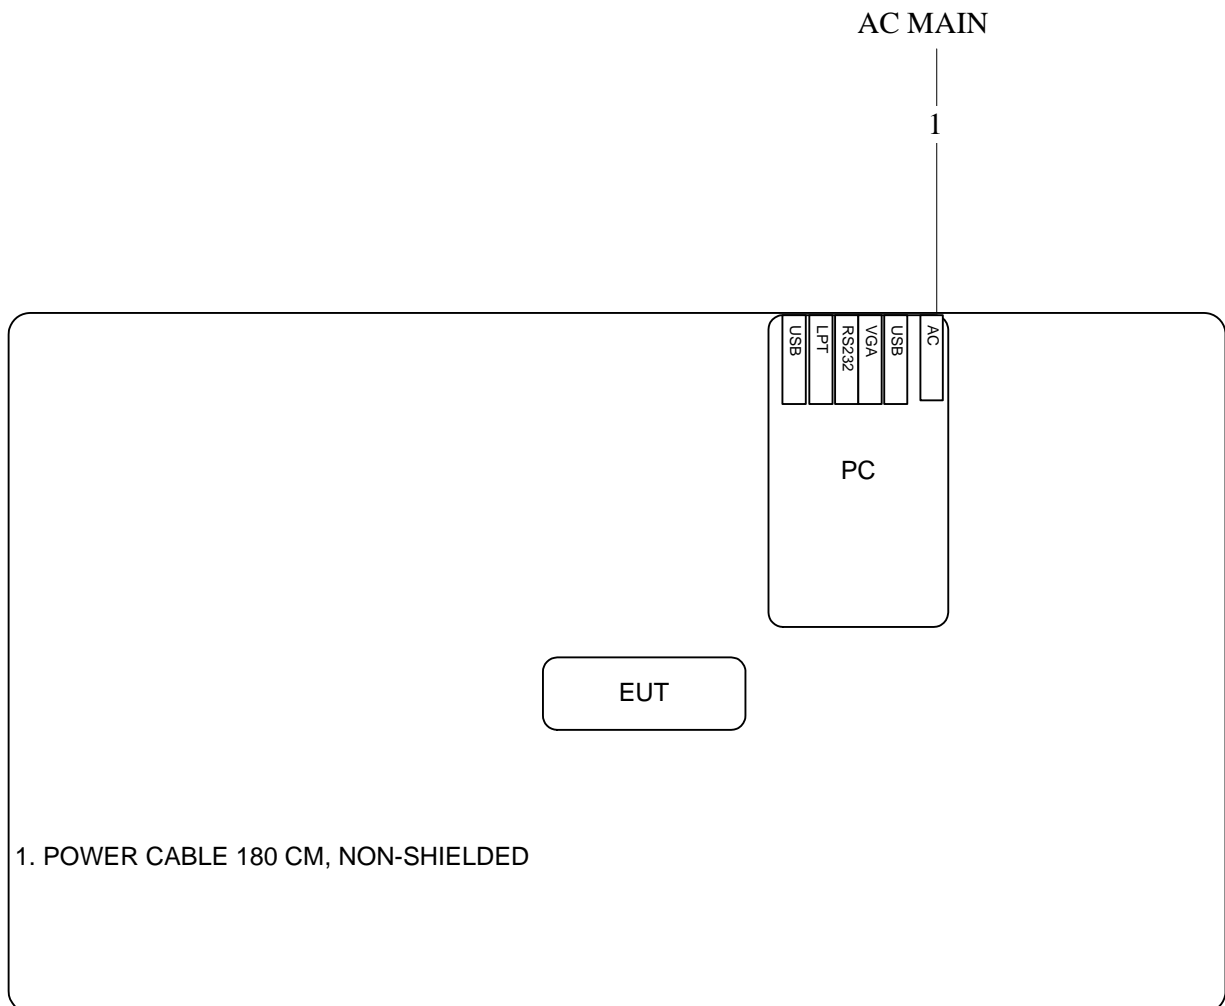 AC MAIN
1
USB
LPT
RS232
VGA
USB
AC
PC
EUT
1. POWER CABLE 180 CM, NON-SHIELDED